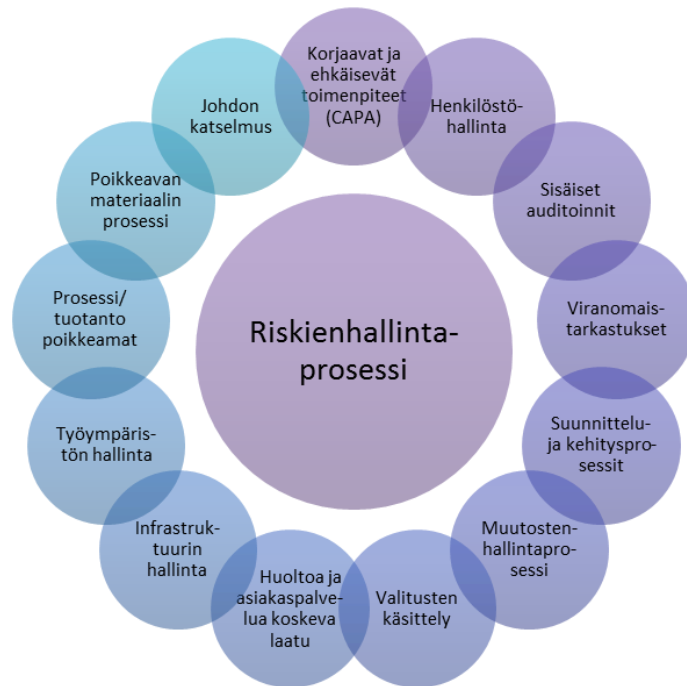 Korjaavat ja
ehkäisevät
toimenpiteet
(CAPA)
Henkilöstö-
hallinta
Sisäiset
auditoinnit
Viranomais-
tarkastukset
Suunnittelu-
ja kehitypro-
sessit
Muutosten-
hallintapro-
sessi
Valitusten
käsittely
Huoltoa ja
asiakaspalve-
lua koskeva
laatu
Infrastruk-
tuurin
hallinta
Työympäris-
tön hallinta
Prosessi/
tuotanto
poikkeamat
Poikkeavan
materiaalin
prosessi
Johdon
katselmus
Riskienhallinta-
prosessi